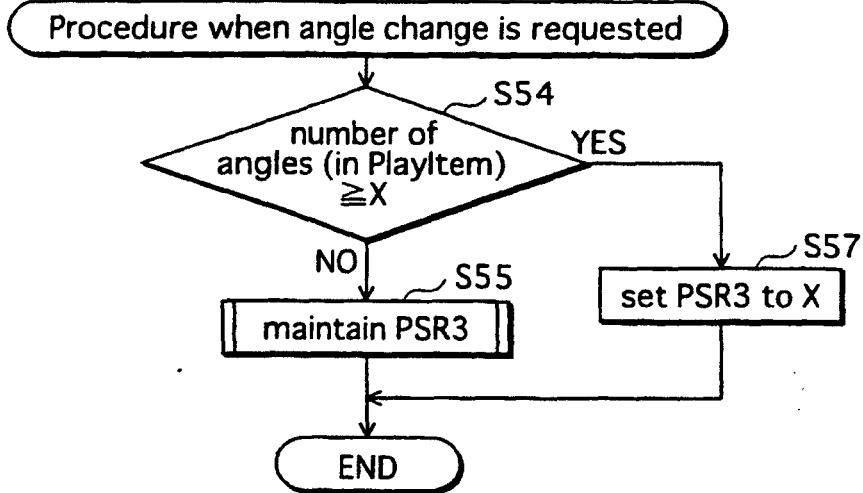 Procedure when angle change is requested
S54
number of
angles (in PlayItem)
≧X
YES
NO
S57
set PSR3 to X
S55
maintain PSR3
END